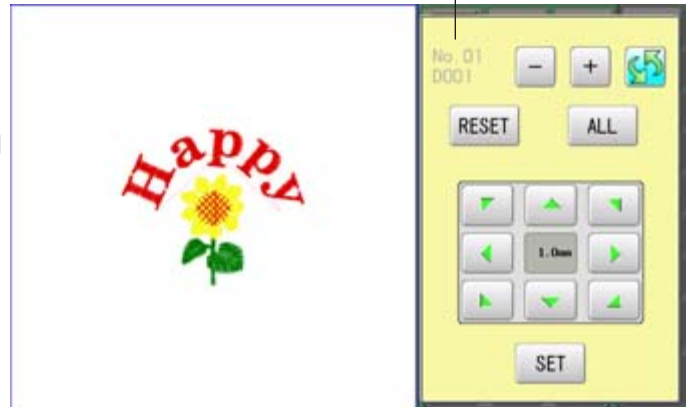 Happy
No. 01
D001
- +
RESET ALL
1.0mm
SET